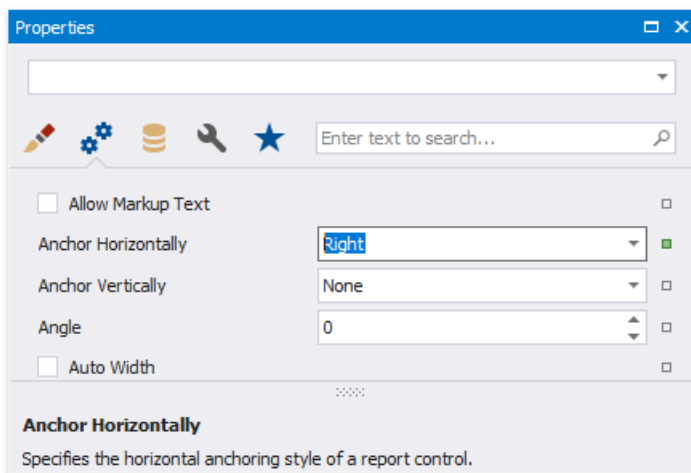 Properties
Enter text to search...
Allow Markup Text
Anchor Horizontally Right
Anchor Vertically None
Angle 0
Auto Width
Anchor Horizontally
Specifies the horizontal anchoring style of a report control.